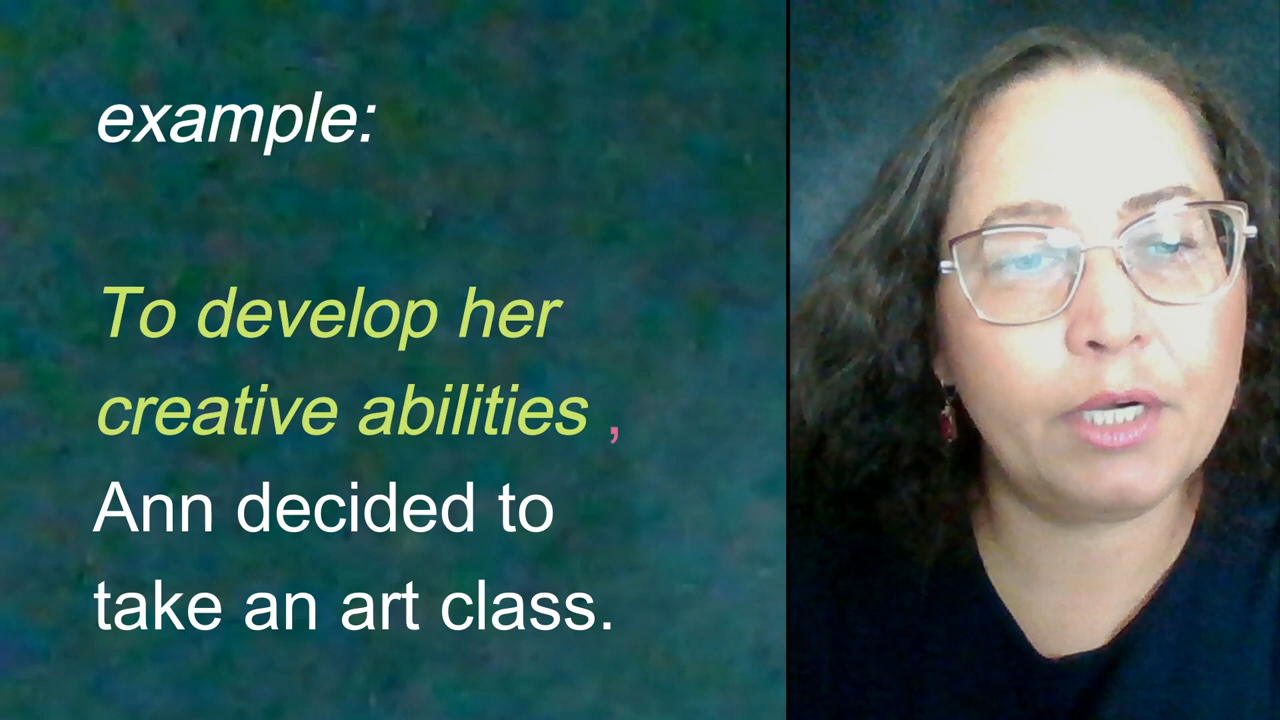 example:
To develop her
creative abilities ,
Ann decided to
take an art class.